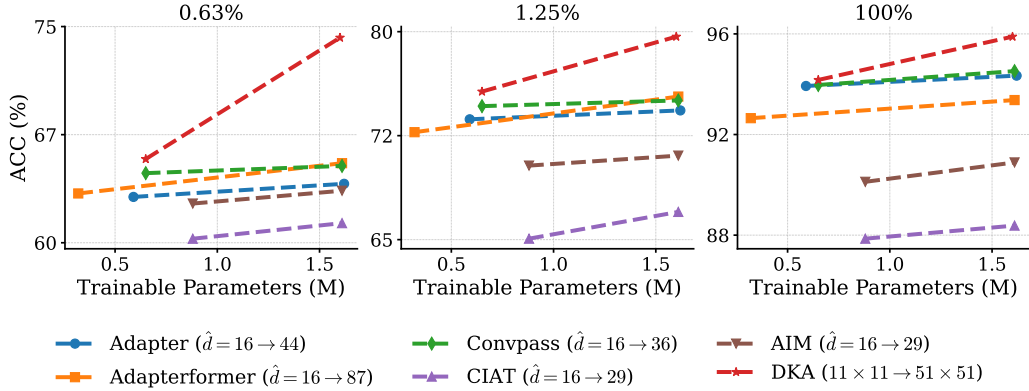 0.63%
1.25%
100%
ACC (%)
75
67
60
80
72
65
96
92
88
0.5 1.0 1.5
0.5 1.0 1.5
0.5 1.0 1.5
Trainable Parameters (M)
Trainable Parameters (M)
Trainable Parameters (M)
Adapter (d̂ = 16 → 44)
Adapterformer (d̂ = 16 → 87)
Convpass (d̂ = 16 → 36)
CIAT (d̂ = 16 → 29)
AIM (d̂ = 16 → 29)
DKA (11 × 11 → 51 × 51)